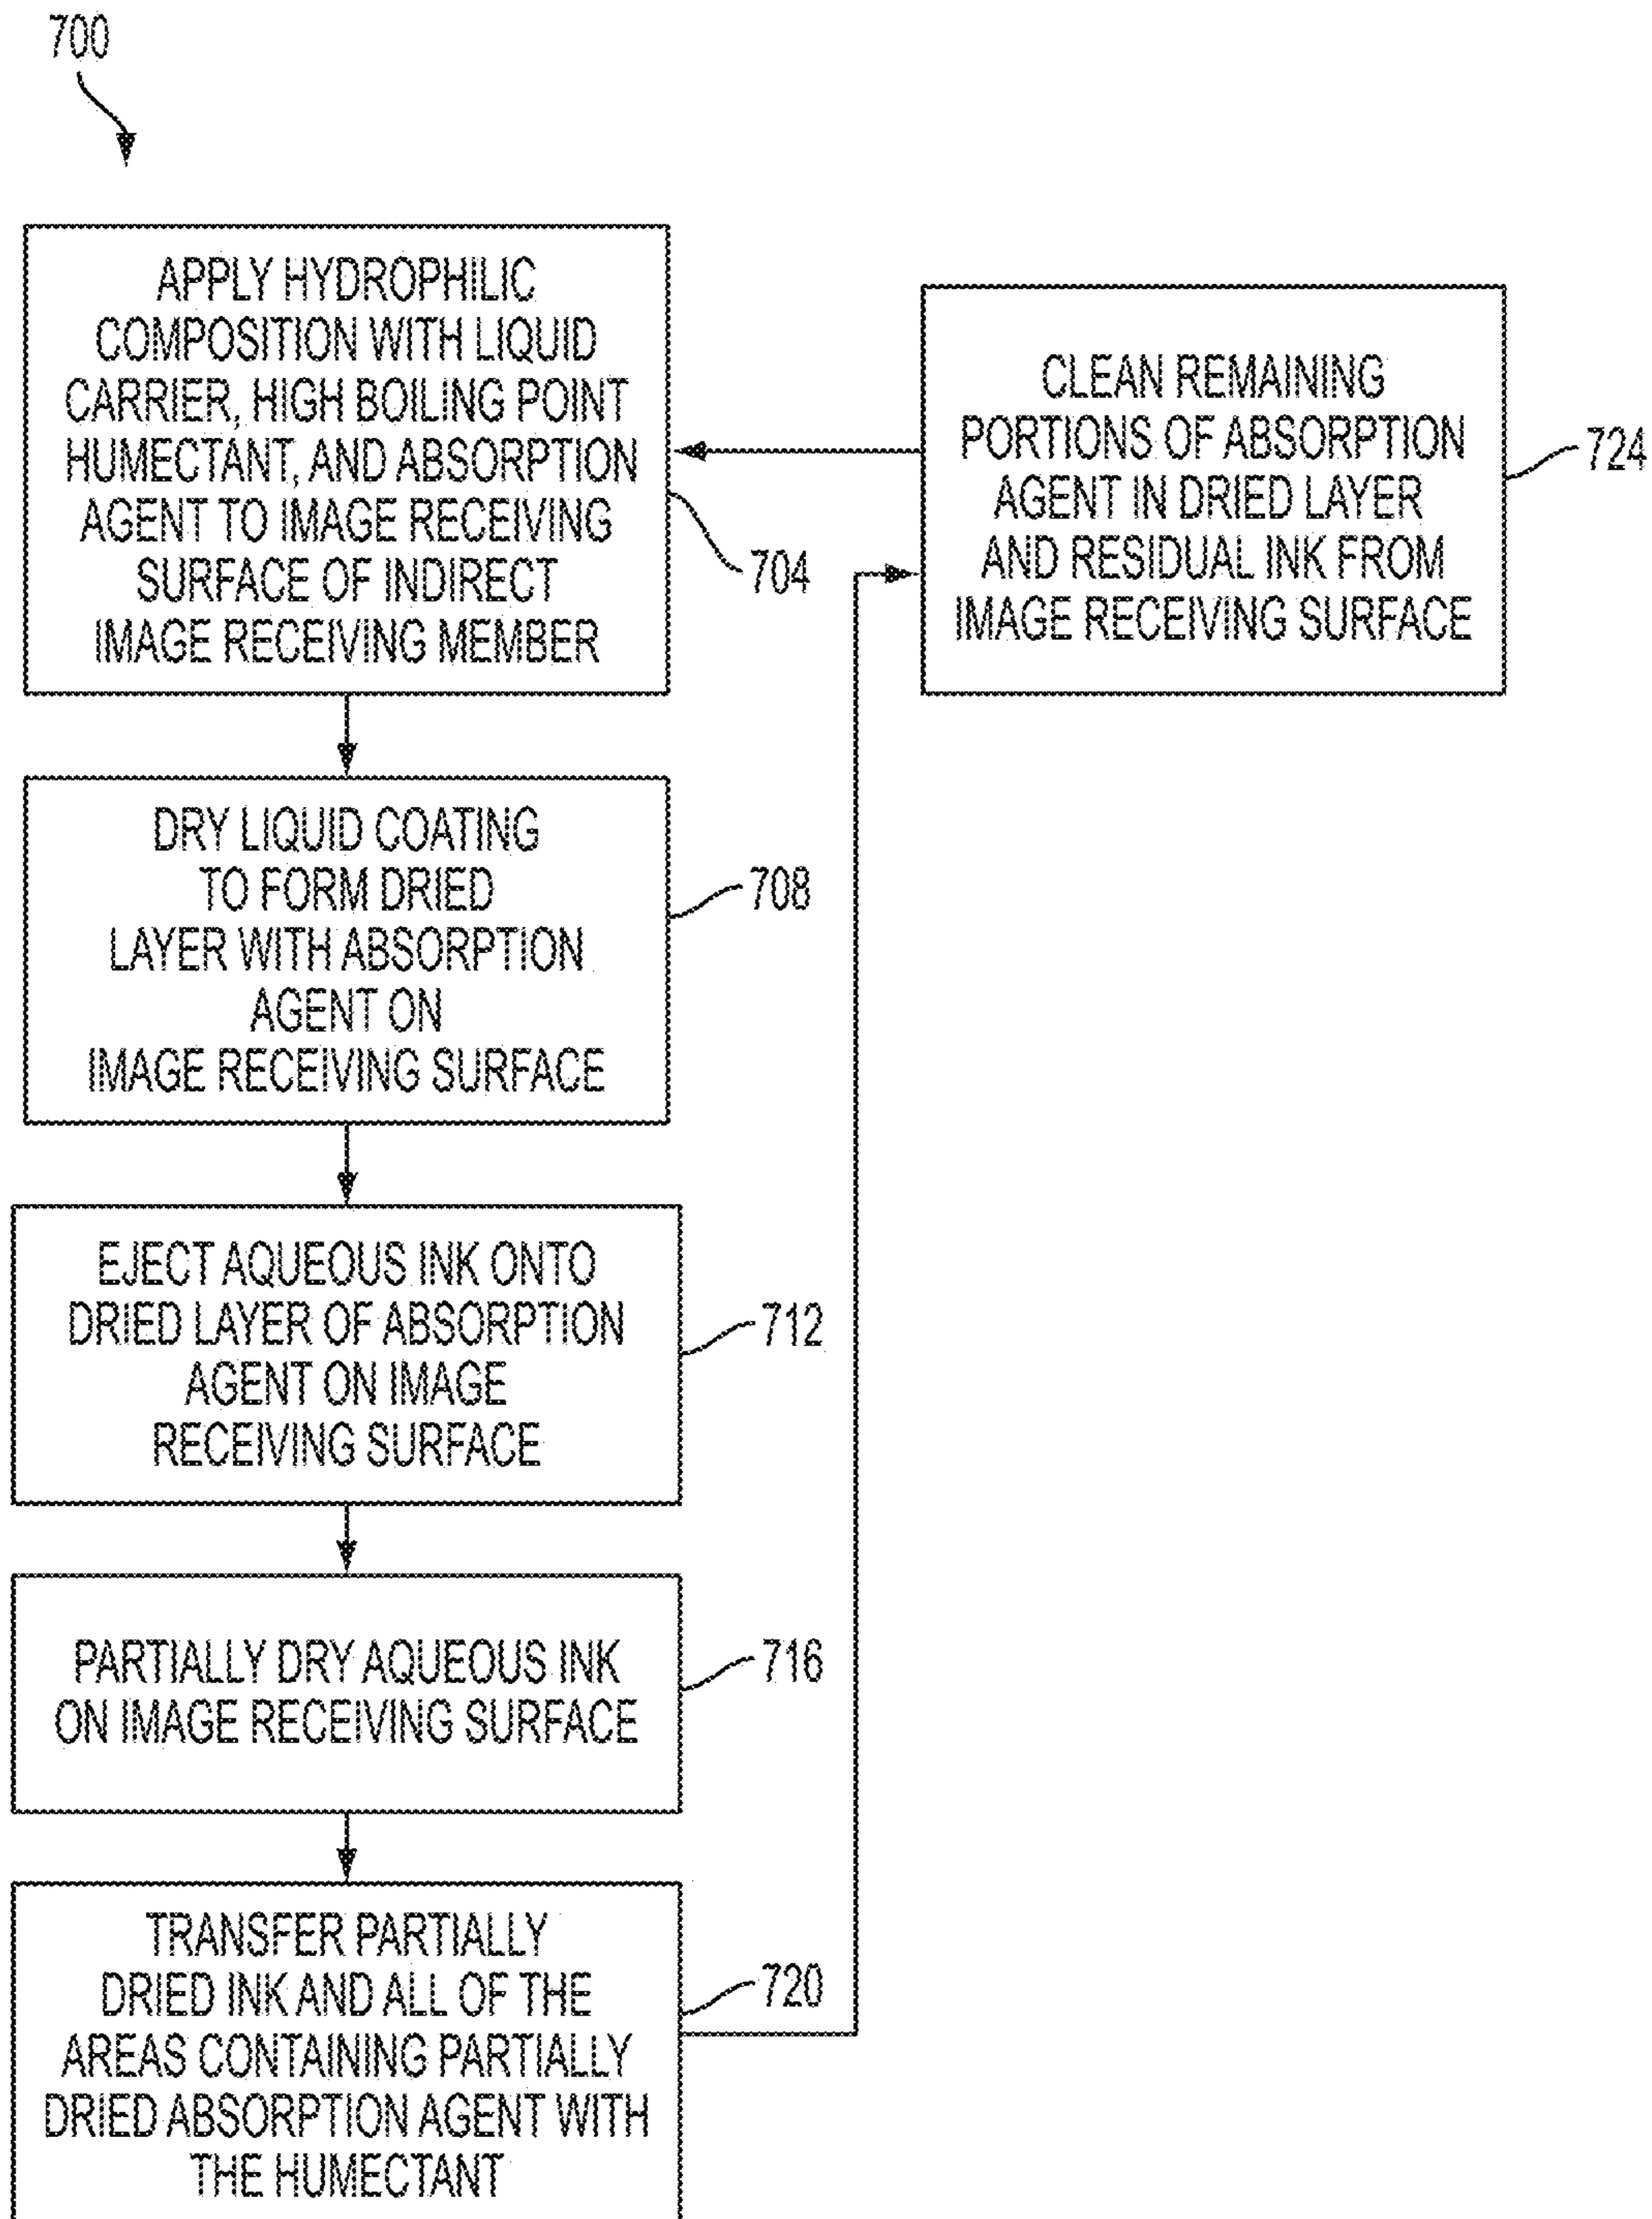 700
APPLY HYDROPHILIC
COMPOSITION WITH LIQUID
CARRIER, HIGH BOILING POINT
HUMECTANT, AND ABSORPTION
AGENT TO IMAGE RECEIVING
SURFACE OF INDIRECT
IMAGE RECEIVING MEMBER
704
DRY LIQUID COATING
TO FORM DRIED
LAYER WITH ABSORPTION
AGENT ON
IMAGE RECEIVING SURFACE
708
EJECT AQUEOUS INK ONTO
DRIED LAYER OF ABSORPTION
AGENT ON IMAGE
RECEIVING SURFACE
712
PARTIALLY DRY AQUEOUS INK
ON IMAGE RECEIVING SURFACE
716
TRANSFER PARTIALLY
DRIED INK AND ALL OF THE
AREAS CONTAINING PARTIALLY
DRIED ABSORPTION AGENT WITH
THE HUMECTANT
720
CLEAN REMAINING
PORTIONS OF ABSORPTION
AGENT IN DRIED LAYER
AND RESIDUAL INK FROM
IMAGE RECEIVING SURFACE
724